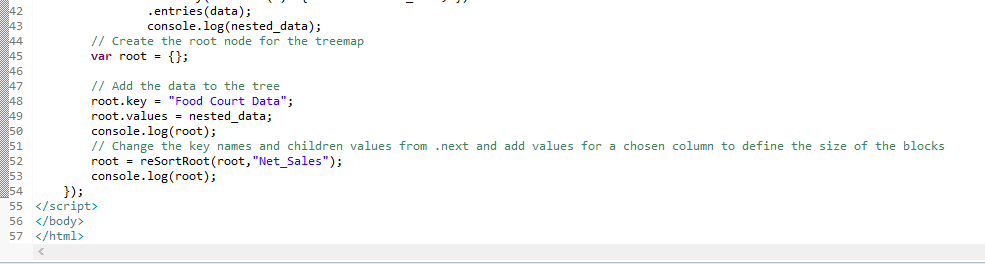 42 .entries(data);
43 console.log(nested_data);
44 // Create the root node for the treemap
45 var root = {};
46
47 // Add the data to the tree
48 root.key = "Food Court Data";
49 root.values = nested_data;
50 console.log(root);
51 // Change the key names and children values from .next and add values for a chosen column to define the size of the blocks
52 root = reSortRoot(root,"Net_Sales");
53 console.log(root);
54 });
55 </script>
56 </body>
57 </html>